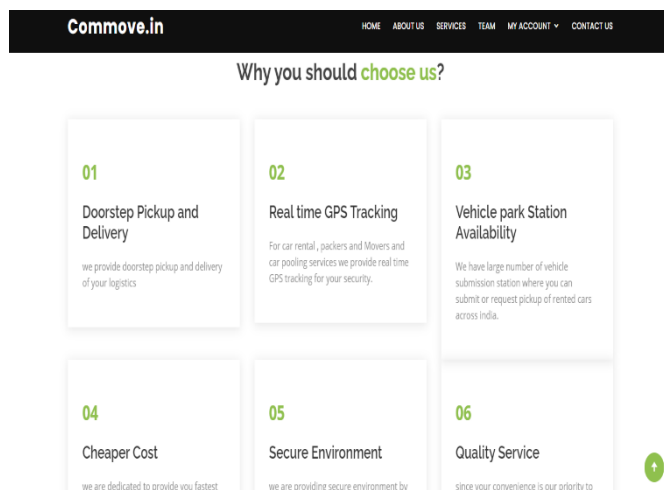 Commove.in
HOME ABOUT US SERVICES TEAM MY ACCOUNT CONTACT US
Why you should choose us?
01
Doorstep Pickup and
Delivery
we provide doorstep pickup and delivery
of your logistics
02
Real time GPS Tracking
For car rental , packers and Movers and
car pooling services we provide real time
GPS tracking for your security.
03
Vehicle park Station
Availability
We have large number of vehicle
submission station where you can
submit or request pickup of rented cars
across india.
04
Cheaper Cost
we are dedicated to provide you fastest
05
Secure Environment
we are providing secure environment by
06
Quality Service
since your convenience is our priority to